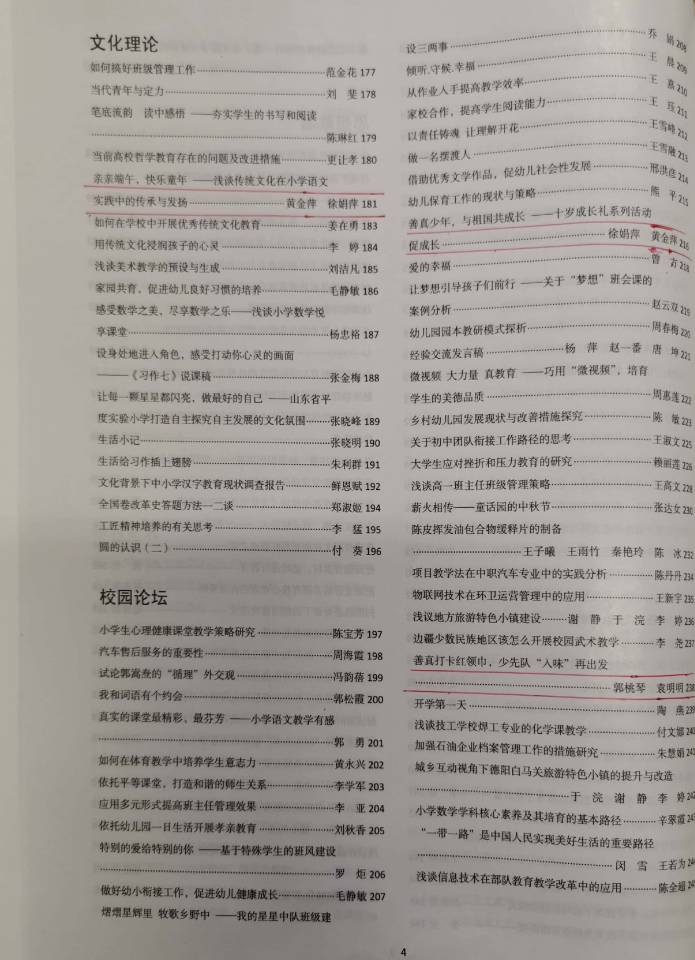 文化理论
如何搞好班级管理工作……范金花 177
当代青年与定力……刘 斐 178
笔底流韵 读中感悟 ——夯实学生的书写和阅读
……陈琳红 179
当前高校哲学教育存在的问题及改进措施……更让孝 180
亲亲端午，快乐童年 ——浅谈传统文化在小学语文
实践中的传承与发扬……黄金萍 徐娟萍 181
如何在学校中开展优秀传统文化教育……姜在勇 183
用传统文化浸润孩子的心灵……李 婷 184
浅谈美术教学的预设与生成……刘洁凡 185
家园共育，促进幼儿良好习惯的培养……毛静敏 186
感受数学之美，尽享数学之乐——浅谈小学数学悦
享课堂……杨忠裕 187
设身处地进入角色，感受打动你心灵的画面
———《习作七》说课稿……张金梅 188
让每一颗星星都闪亮，做最好的自己 ——山东省平
度实验小学打造自主探究自主发展的文化氛围……张晓峰 189
生活小记……张晓明 190
生活给习作插上翅膀……朱利群 191
文化背景下中小学汉字教育现状调查报告……鲜恩赋 192
全国卷改革史答题方法—二谈……郑淑姬 194
工匠精神培养的有关思考……李 猛 195
圆的认识（二）……付 葵 196
校园论坛
小学生心理健康课堂教学策略研究……陈宝芳 197
汽车售后服务的重要性……周海霞 198
试论郭嵩焘的“循理”外交观……冯韵蓓 199
我和词语有个约会……郭松霞 200
真实的课堂最精彩、最芬芳 ——小学语文教学有感
……郭 勇 201
如何在体育教学中培养学生意志力……黄永兴 202
依托平等课堂，打造和谐的师生关系……李学军 203
应用多元形式提高班主任管理效果……李 亚 204
依托幼儿园一日生活开展孝亲教育……刘秋香 205
特别的爱给特别的你 ——基于特殊学生的班风建设
……罗 炬 206
做好幼小衔接工作，促进幼儿健康成长……毛静敏 207
熠熠星辉里 牧歌乡野中 ——我的星星中队班级建
设三两事……乔 娟 208
倾听.守候.幸福……王 晨 209
从作业人手提高教学效率……王 嘉 210
家校合作，提高学生阅读能力……王 珏 211
以责任铸魂 让理解开花……王雪峰 212
做一名摆渡人……王雪融 211
借助优秀文学作品，促幼儿社会性发展……邢洪彦 214
幼儿保育工作的现状与策略……熊 平 215
善真少年，与祖国共成长 ——十岁成长礼系列活动
促成长……徐娟萍 黄金萍 216
爱的幸福……曾 218
让梦想引导孩子们前行 ——关于“梦想”班会课的
案例分析……赵云双 219
幼儿园园本教研模式探析……周春梅 220
经验交流发言稿……杨 萍 赵一番 唐 坤 221
微视频 大力量 真教育 ——巧用“微视频”，培育
学生的美德品质……周惠莲 222
乡村幼儿园发展现状与改善措施探究……陈 敏 223
关于初中团队衔接工作路径的思考……王淑文 225
大学生应对挫折和压力教育的研究……赖丽莲 226
浅谈高一班主任班级管理策略……王高文 228
薪火相传——童话园的中秋节……张达女 230
陈皮挥发油包合物缓释片的制备
……王子曦 王雨竹 秦艳玲 陈 冰 232
项目教学法在中职汽车专业中的实践分析……陈丹丹 234
物联网技术在环卫运营管理中的应用……王新宇 235
浅议地方旅游特色小镇建设……谢 静 于 浣 李 婷 236
边疆少数民族地区该怎么开展校园武术教学……李 尧 237
善真打卡红领巾，少先队“入味”再出发
……郭桃琴 袁明明 238
开学第一天……陶 燕 239
浅谈技工学校焊工专业的化学课教学……付文娜 240
加强石油企业档案管理工作的措施研究……朱慧娟 241
城乡互动视角下德阳白马关旅游特色小镇的提升与改造
……于 浣 谢 静 李 婷 242
小学数学学科核心素养及其培育的基本路径……辛翠霞 243
“一带一路”是中国人民实现美好生活的重要路径
……闵 雪 王若为 24
浅谈信息技术在部队教育教学改革中的应用……陈全超 24
4